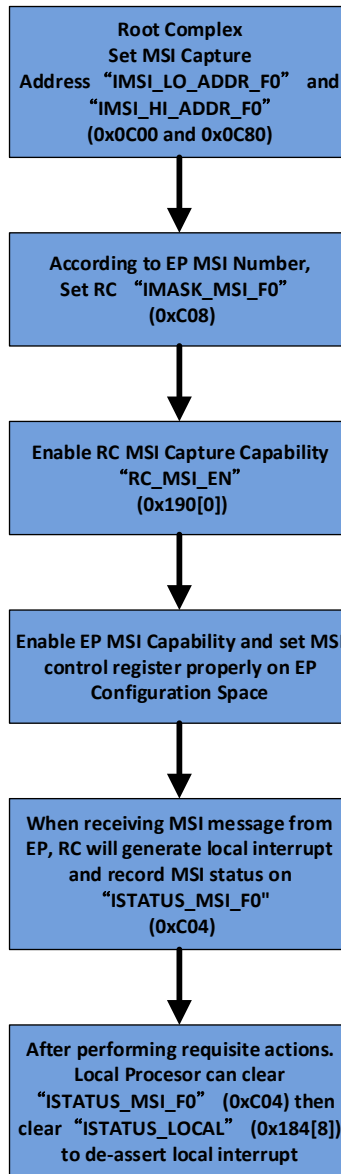 Root Complex
Set MSI Capture
Address “IMSI_LO_ADDR_F0” and
“IMSI_HI_ADDR_F0”
(0x0C00 and 0x0C80)
According to EP MSI Number,
Set RC “IMASK_MSI_F0”
(0xC08)
Enable RC MSI Capture Capability
“RC_MSI_EN”
(0x190[0])
Enable EP MSI Capability and set MSI
control register properly on EP
Configuration Space
When receiving MSI message from
EP, RC will generate local interrupt
and record MSI status on
“ISTATUS_MSI_F0"
(0xC04)
After performing requisite actions.
Local Procesor can clear
“ISTATUS_MSI_F0” (0xC04) then
clear “ISTATUS_LOCAL” (0x184[8])
to de-assert local interrupt